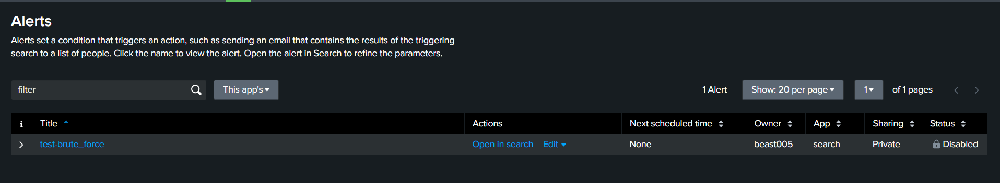 Alerts
Alerts set a condition that triggers an action, such as sending an email that contains the results of the triggering
search to a list of people. Click the name to view the alert. Open the alert in Search to refine the parameters.
filter This app's 1 Alert Show: 20 per page 1 of 1 pages
i Title Actions Next scheduled time Owner App Sharing Status
test-brute_force Open in search Edit None beast005 search Private Disabled